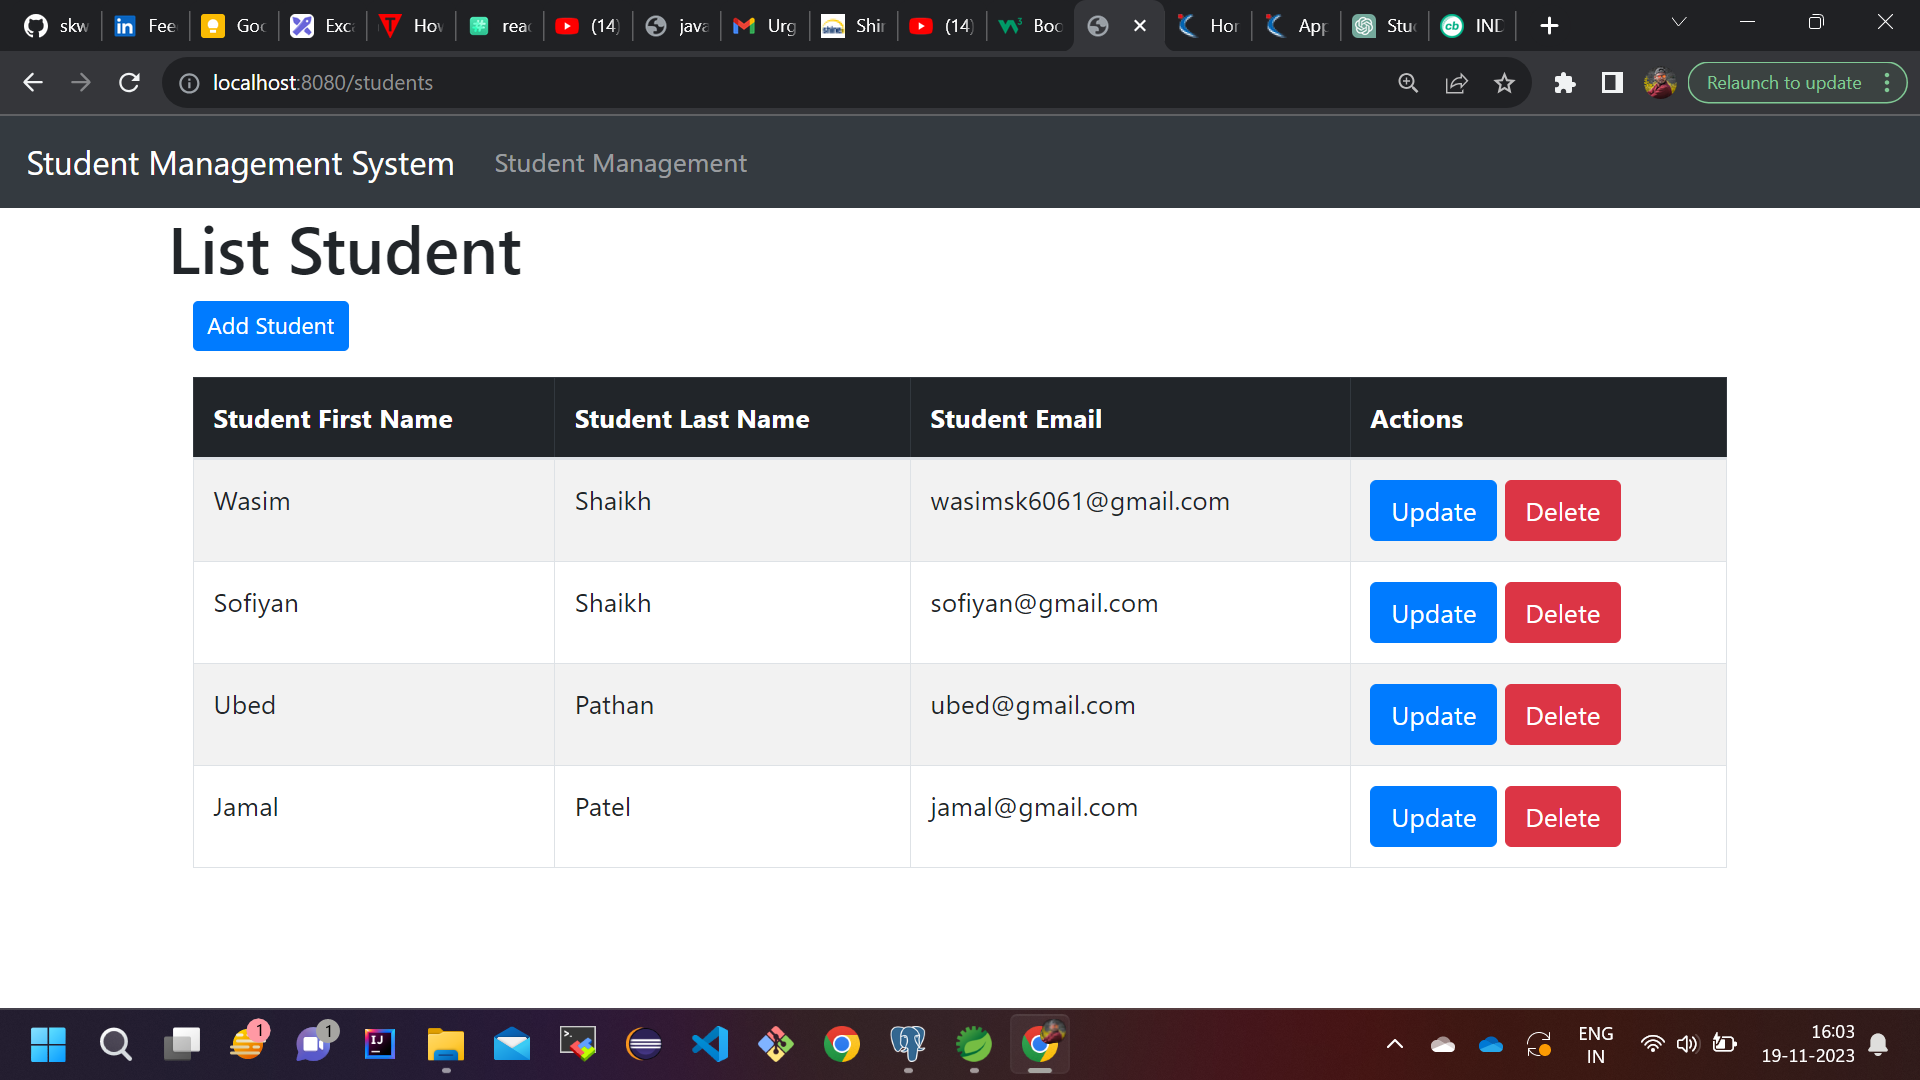 skw Fee Goo Exc Hov reac (14) java Urg Shir (14) Boo Hor App Stu IND
localhost:8080/students Relaunch to update
Student Management System Student Management
List Student
Add Student
Student First Name Student Last Name Student Email Actions
Wasim Shaikh wasimsk6061@gmail.com Update Delete
Sofiyan Shaikh sofiyan@gmail.com Update Delete
Ubed Pathan ubed@gmail.com Update Delete
Jamal Patel jamal@gmail.com Update Delete
1 1 IJ ENG 16:03
IN 19-11-2023